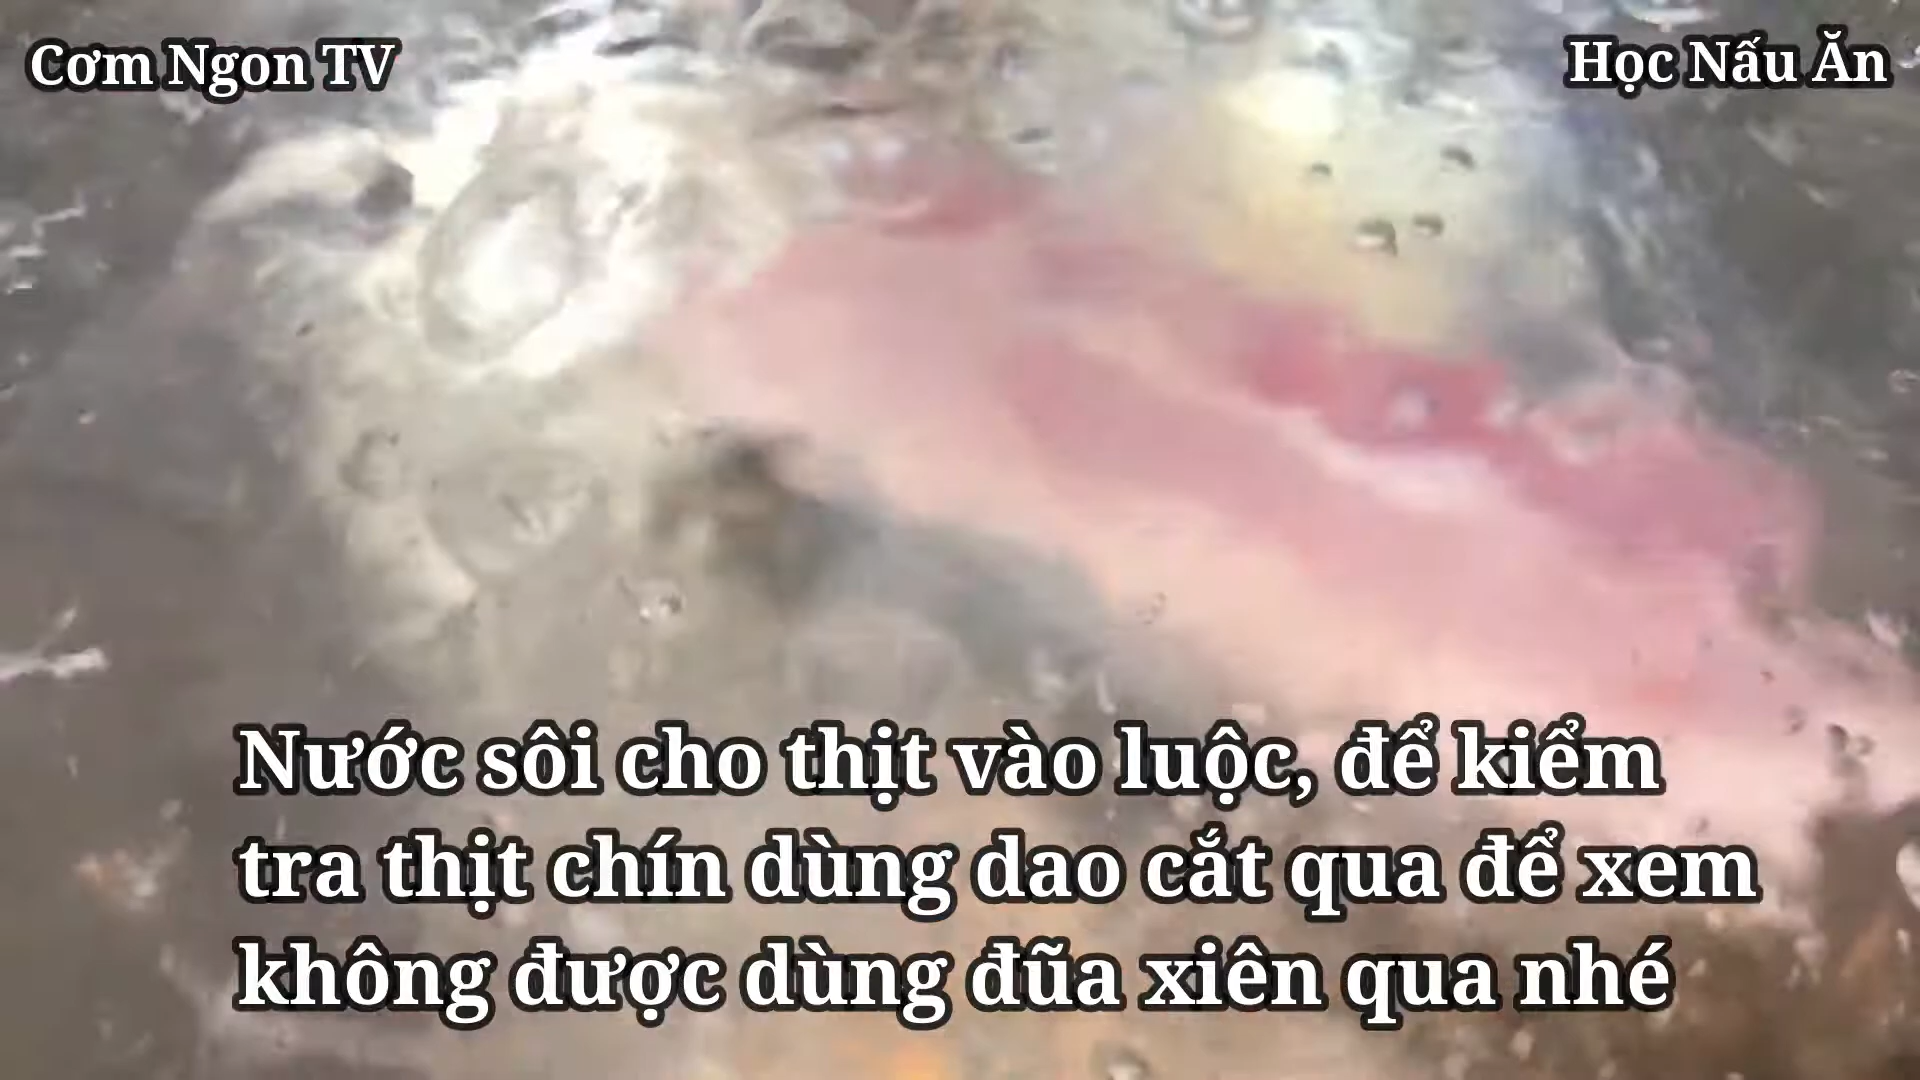 Cơm Ngon TV
Học Nấu Ăn
Nước sôi cho thịt vào luộc, để kiểm
tra thịt chín dùng dao cắt qua để xem
không được dùng đũa xiên qua nhé